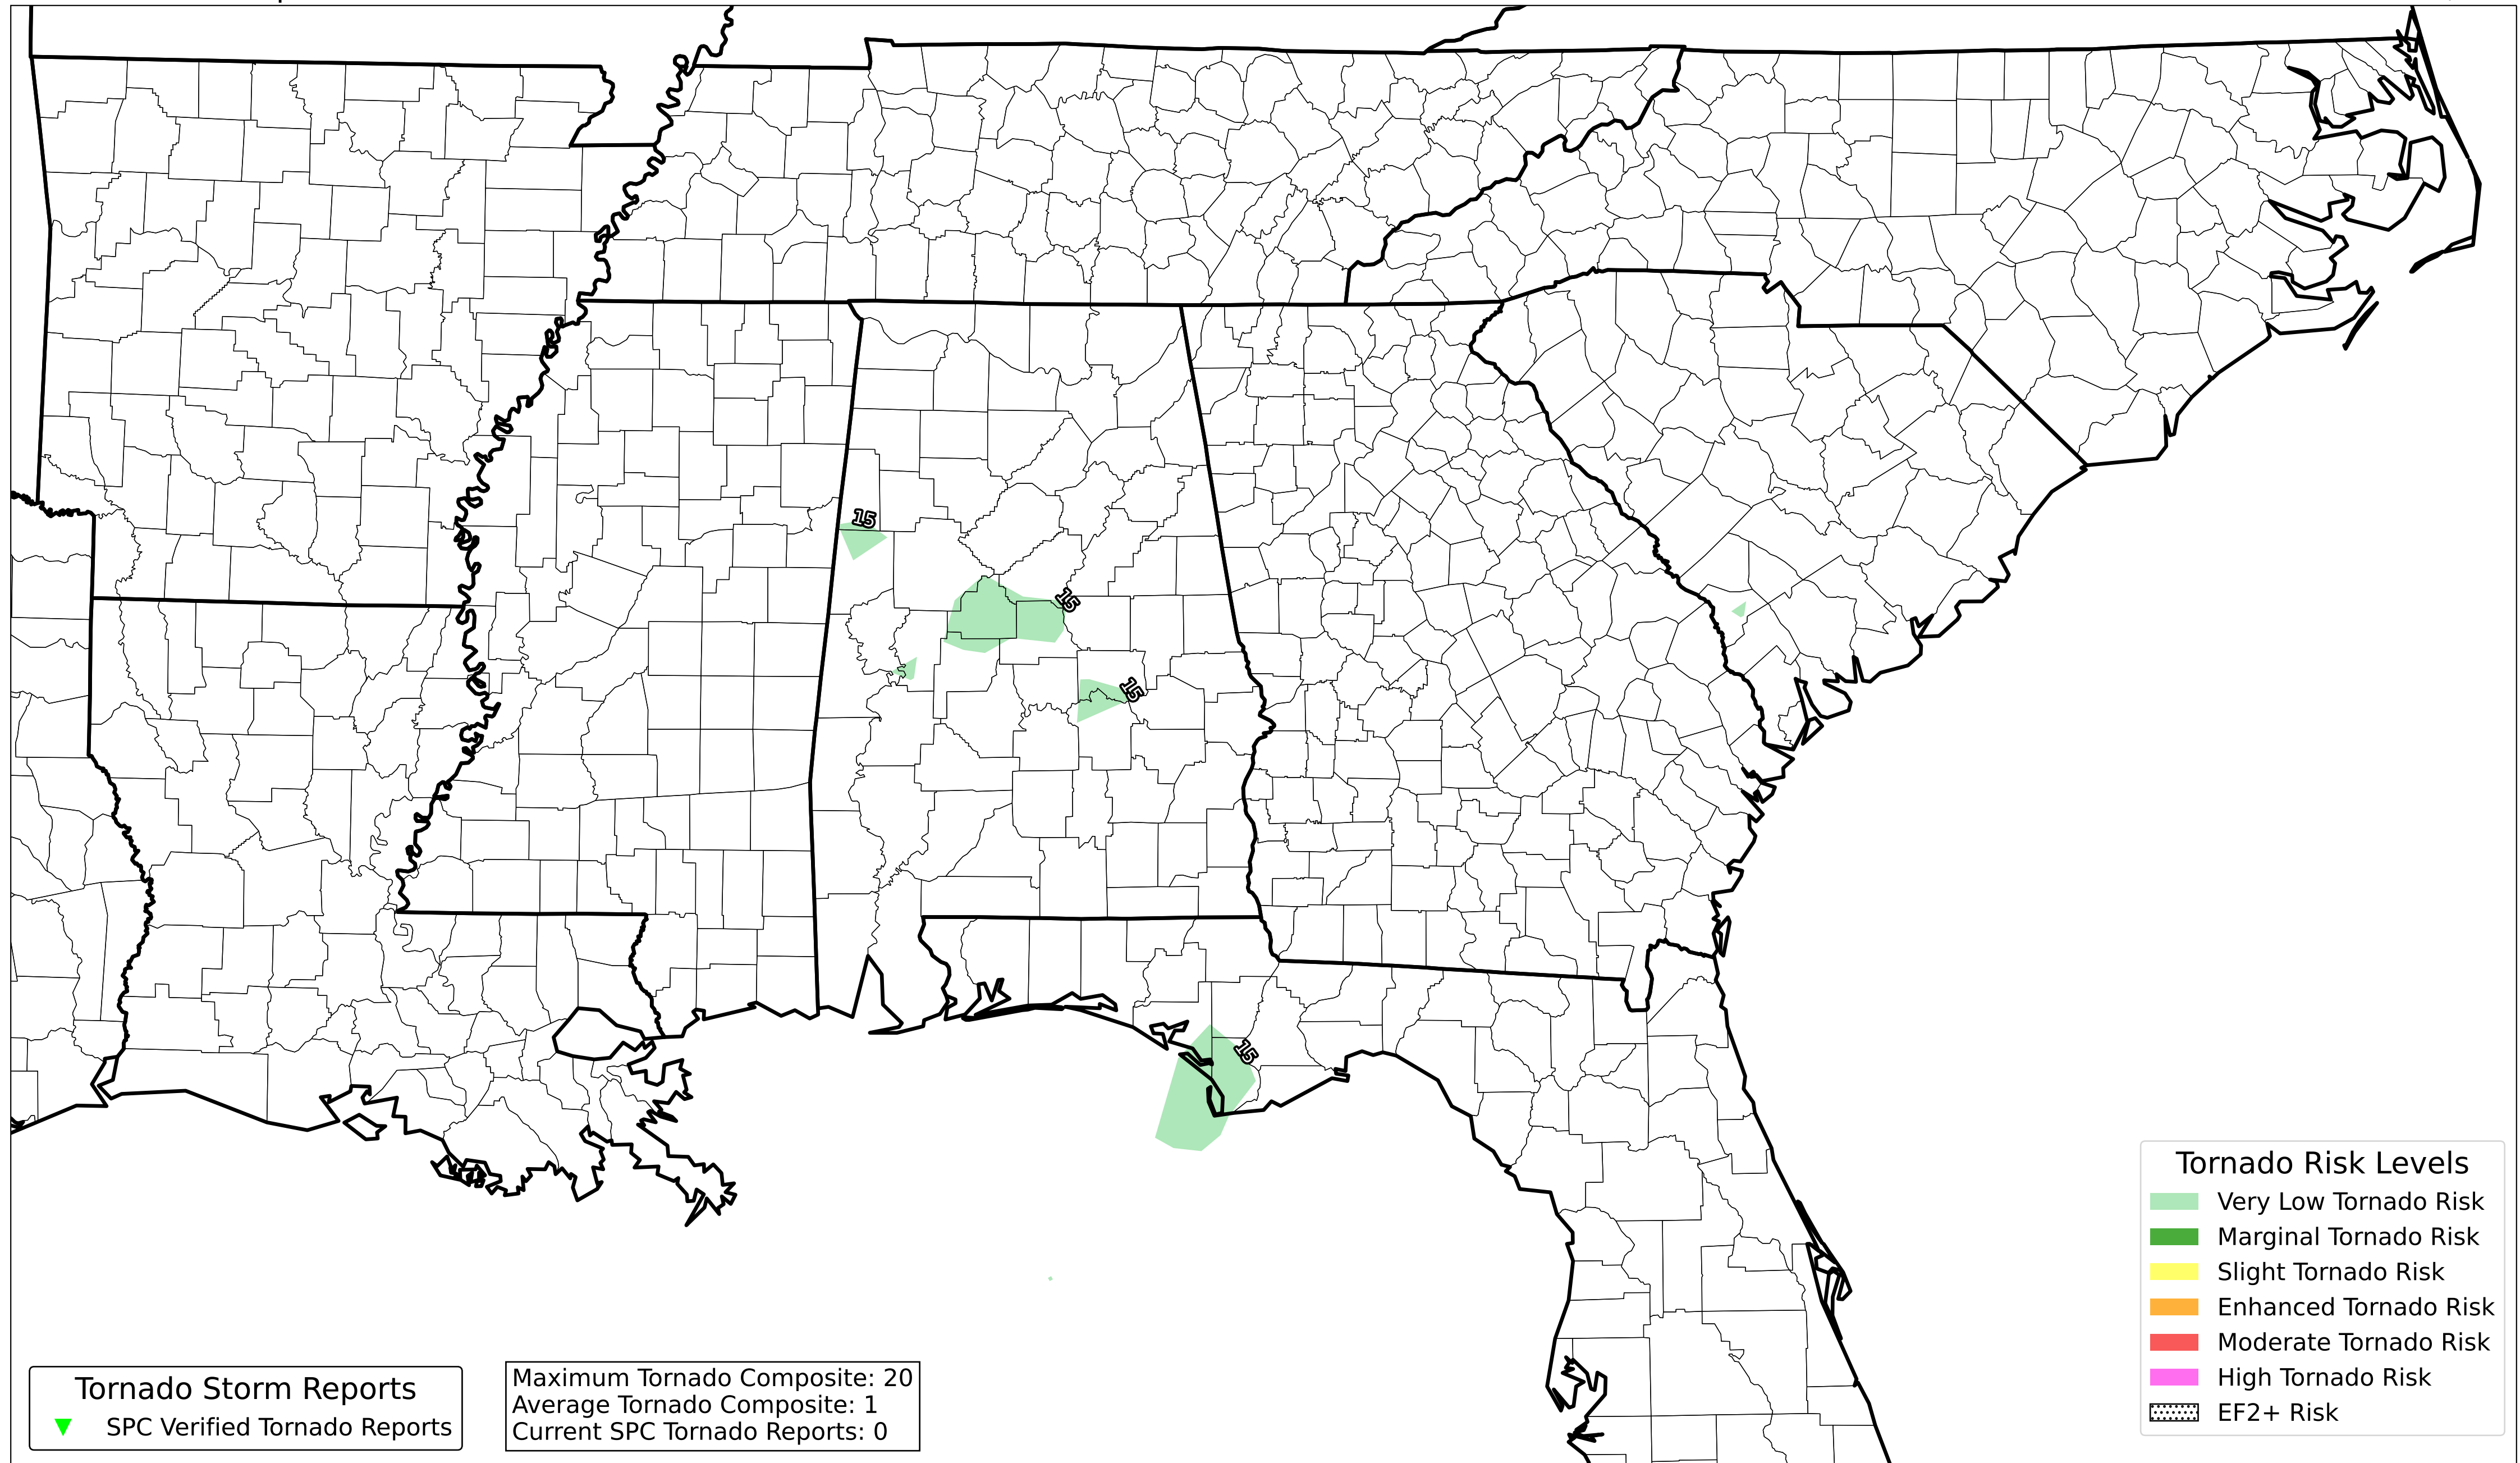 15
15
15
15
Tornado Risk Levels
Very Low Tornado Risk
Marginal Tornado Risk
Slight Tornado Risk
Enhanced Tornado Risk
Moderate Tornado Risk
High Tornado Risk
EF2+ Risk
Tornado Storm Reports
SPC Verified Tornado Reports
Maximum Tornado Composite: 20
Average Tornado Composite: 1
Current SPC Tornado Reports: 0